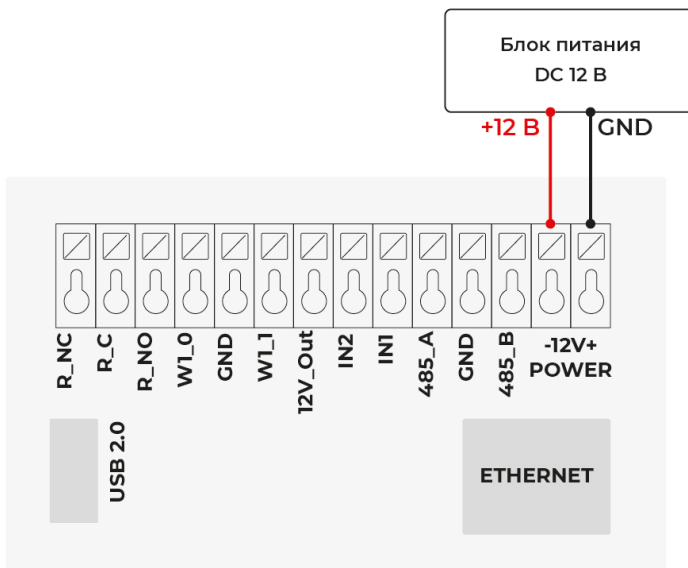 Блок питания
DC 12 В
+12 В
GND
R_NC
R_C
R_NO
W1_0
GND
W1_1
12V_Out
IN2
IN1
485_A
GND
485_B
-12V+
POWER
USB 2.0
ETHERNET